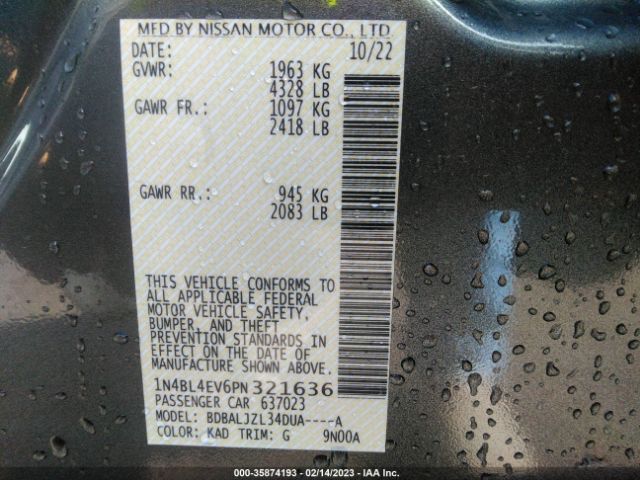 MFD BY NISSAN MOTOR CO., LTD
DATE: 10/22
GVWR: 1963 KG
4328 LB
GAWR FR.: 1097 KG
2418 LB
GAWR RR.: 945 KG
2083 LB
THIS VEHICLE CONFORMS TO
ALL APPLICABLE FEDERAL
MOTOR VEHICLE SAFETY,
BUMPER, AND THEFT
PREVENTION STANDARDS IN
EFFECT ON THE DATE OF
MANUFACTURE SHOWN ABOVE.
1N4BL4EV6PN321636
PASSENGER CAR 637023
MODEL: BDBALJZL34DUA----A
COLOR: KAD TRIM: G 9N00A
000-35874193 - 02/14/2023 - IAA Inc.